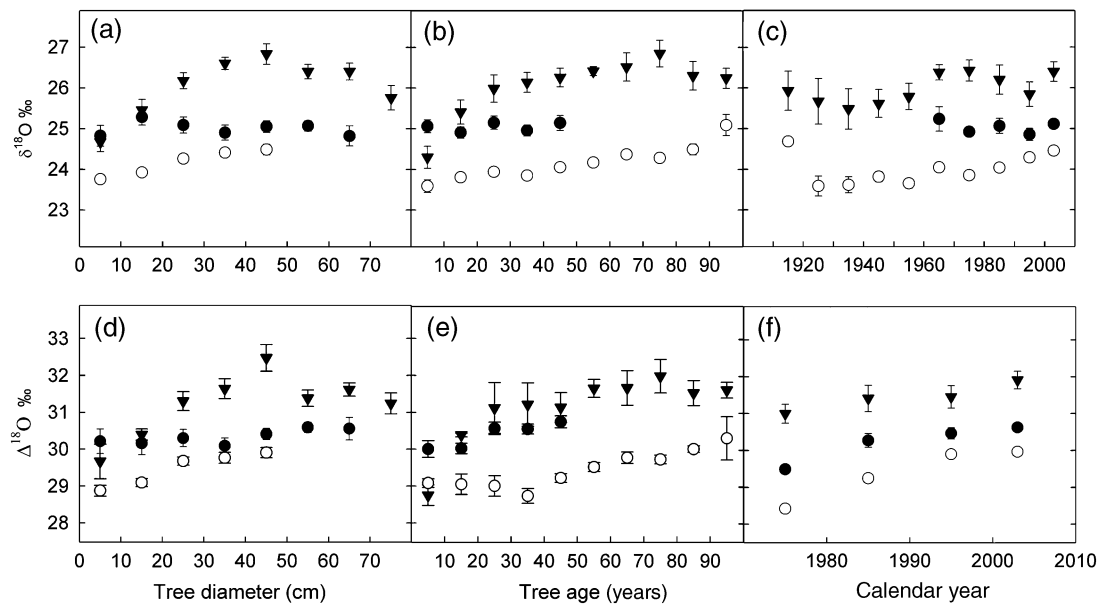 (a) (b) (c)
27
26
25
24
23
δ¹⁸O ‰
0 10 20 30 40 50 60 70
10 20 30 40 50 60 70 80 90
1920 1940 1960 1980 2000
(d) (e) (f)
33
32
31
30
29
28
Δ¹⁸O ‰
0 10 20 30 40 50 60 70
10 20 30 40 50 60 70 80 90
1980 1990 2000 2010
Tree diameter (cm) Tree age (years) Calendar year